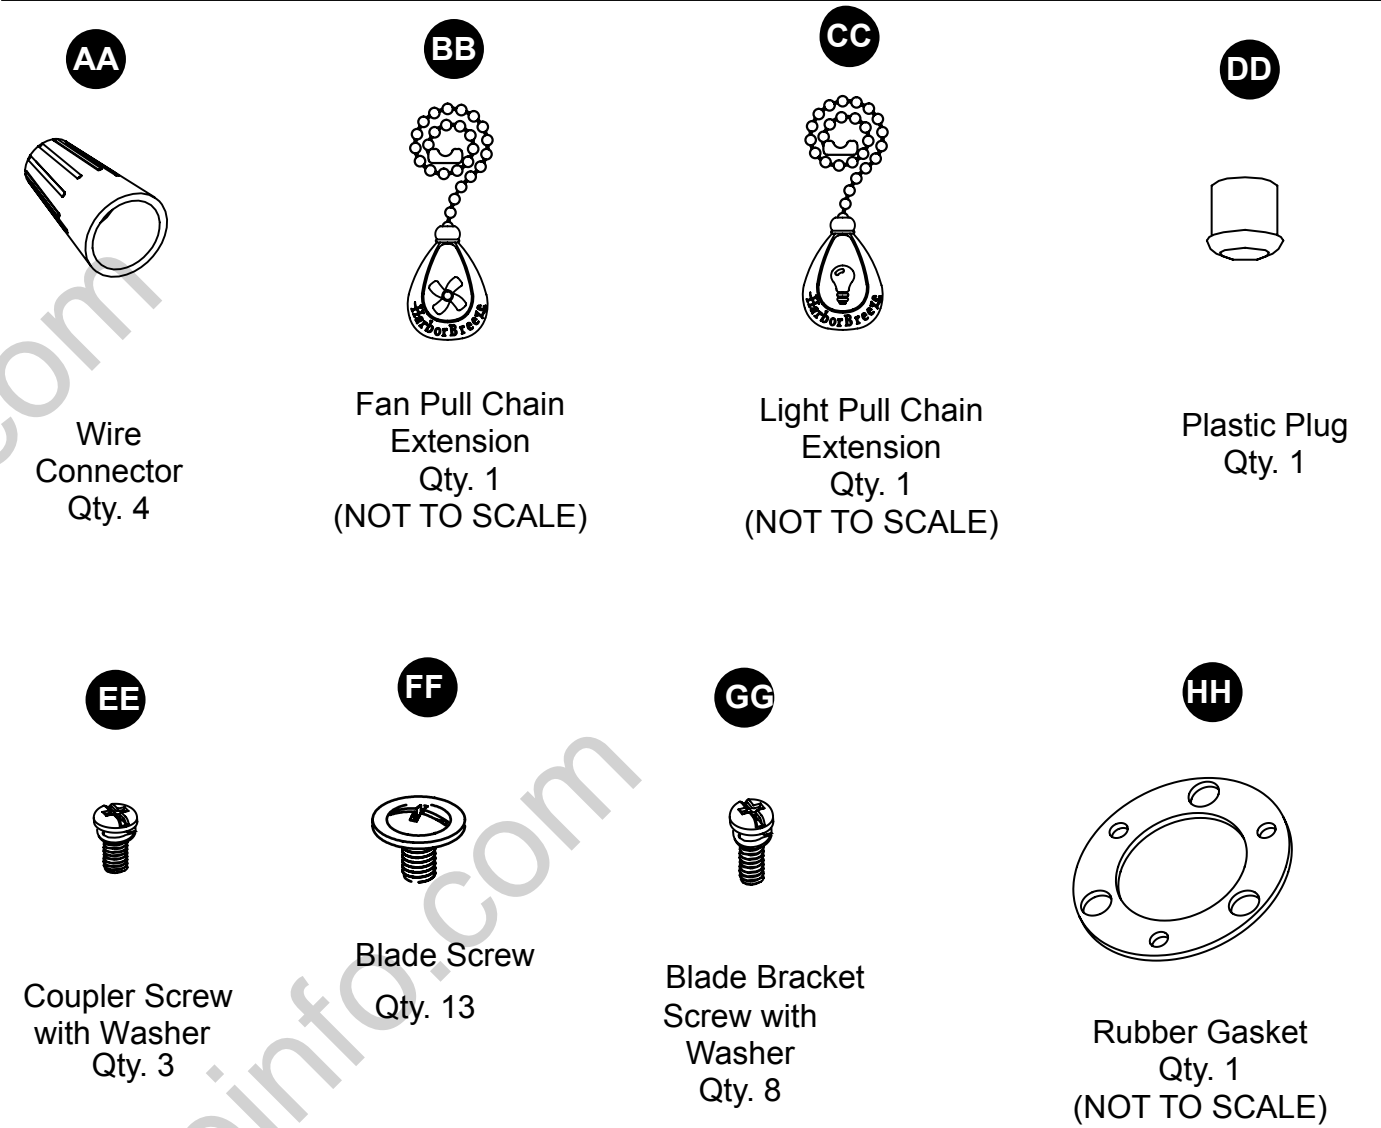 AA
BB
CC
DD
HarborBreeze
HarborBreeze
Wire
Connector
Qty. 4
Fan Pull Chain
Extension
Qty. 1
(NOT TO SCALE)
Light Pull Chain
Extension
Qty. 1
(NOT TO SCALE)
Plastic Plug
Qty. 1
EE
FF
GG
HH
Coupler Screw
with Washer
Qty. 3
Blade Screw
Qty. 13
Blade Bracket
Screw with
Washer
Qty. 8
Rubber Gasket
Qty. 1
(NOT TO SCALE)
.com
info.com